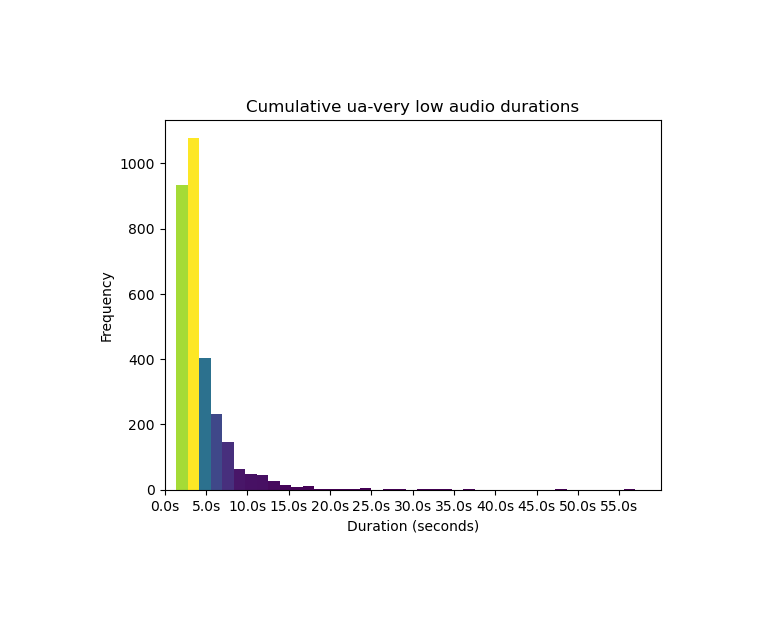 Cumulative ua-very low audio durations
Frequency
1000
800
600
400
200
0
0.0s 5.0s 10.0s 15.0s 20.0s 25.0s 30.0s 35.0s 40.0s 45.0s 50.0s 55.0s
Duration (seconds)